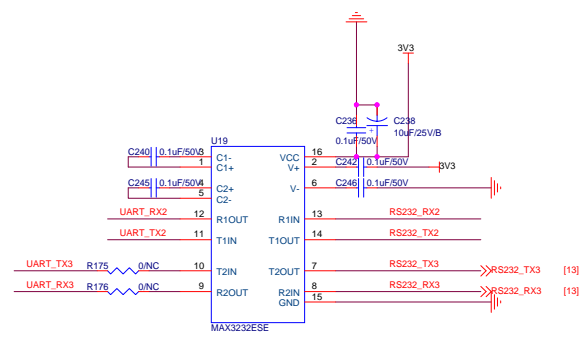 3V3
C236
C238
0.1uF/50V
+
10uF/25V/B
U19
C240 0.1uF/50V 3 C1- VCC 16
1 C1+ V+ 2 C242 0.1uF/50V 3V3
C245 0.1uF/50V 4 C2+ V- 6 C246 0.1uF/50V
5 C2-
UART_RX2 12 R1OUT R1IN 13 RS232_RX2
UART_TX2 11 T1IN T1OUT 14 RS232_TX2
UART_TX3 R175 0/NC 10 T2IN T2OUT 7 RS232_TX3 RS232_TX3 [13]
UART_RX3 R176 0/NC 9 R2OUT R2IN 8 RS232_RX3 RS232_RX3 [13]
GND 15
MAX3232ESE